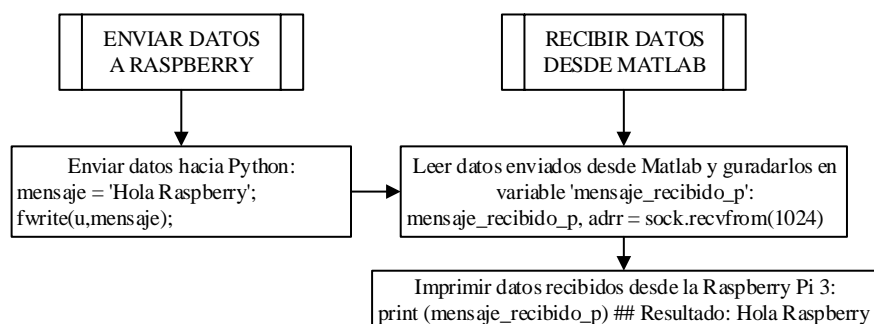 ENVIAR DATOS
A RASPBERRY
RECIBIR DATOS
DESDE MATLAB
Enviar datos hacia Python:
mensaje = 'Hola Raspberry';
fwrite(u,mensaje);
Leer datos enviados desde Matlab y guradarlos en
variable 'mensaje_recibido_p':
mensaje_recibido_p, adrr = sock.recvfrom(1024)
Imprimir datos recibidos desde la Raspberry Pi 3:
print (mensaje_recibido_p) ## Resultado: Hola Raspberry